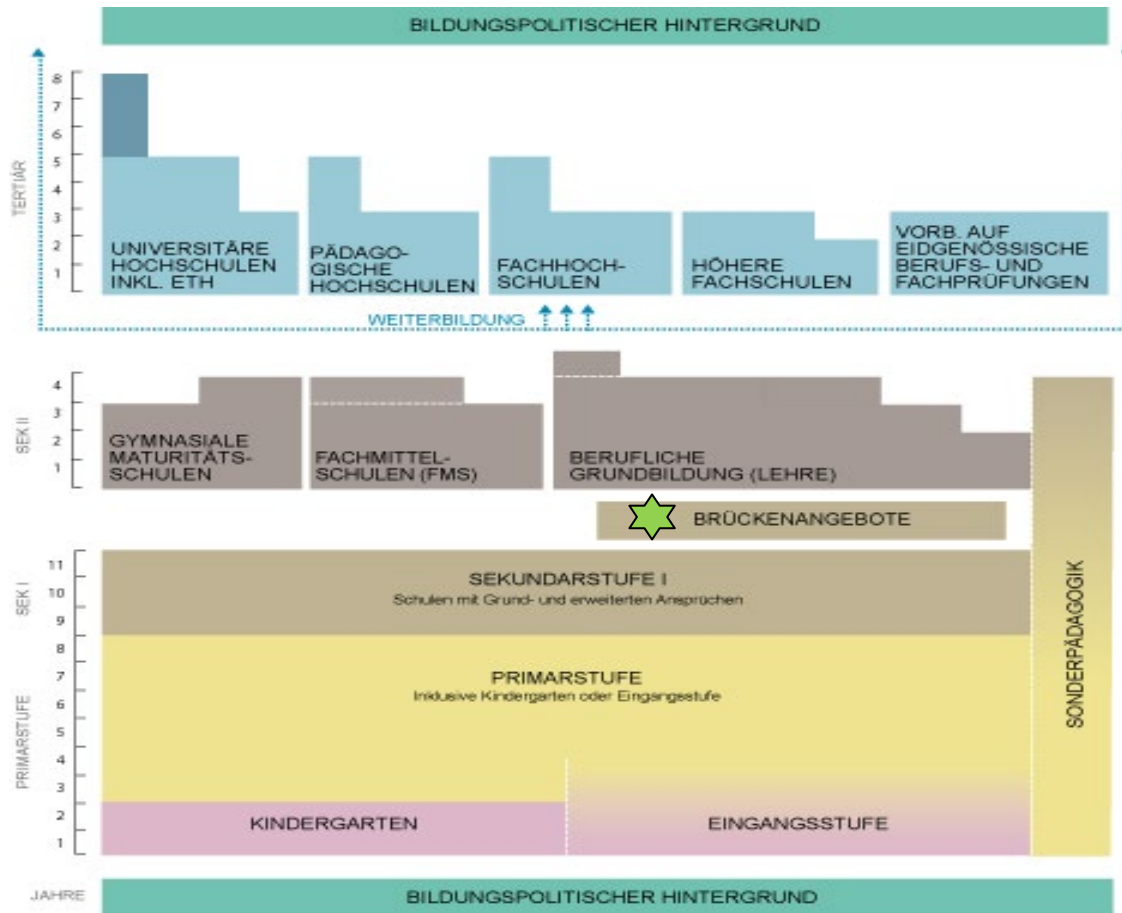 BILDUNGSPOLITISCHER HINTERGRUND
TERTIÄR
8
7
6
5
4
3
2
1
UNIVERSITÄRE
HOCHSCHULEN
INKL. ETH
PÄDAGO-
GISCHE
HOCHSCHULEN
FACHHOCH-
SCHULEN
HÖHERE
FACHSCHULEN
VORB. AUF
EIDGENÖSSISCHE
BERUFS- UND
FACHPRÜFUNGEN
WEITERBILDUNG
SEK II
4
3
2
1
GYMNASIALE
MATURITÄTS-
SCHULEN
FACHMITTEL-
SCHULEN (FMS)
BERUFLICHE
GRUNDBILDUNG (LEHRE)
BRÜCKENANGEBOTE
SEK I
11
10
9
SEKUNDARSTUFE I
Schulen mit Grund- und erweiterten Ansprüchen
PRIMARSTUFE
8
7
6
5
4
3
2
1
PRIMARSTUFE
Inklusive Kindergarten oder Eingangsstufe
KINDERGARTEN
EINGANGSSTUFE
SONDERPÄDAGOGIK
JAHRE
BILDUNGSPOLITISCHER HINTERGRUND